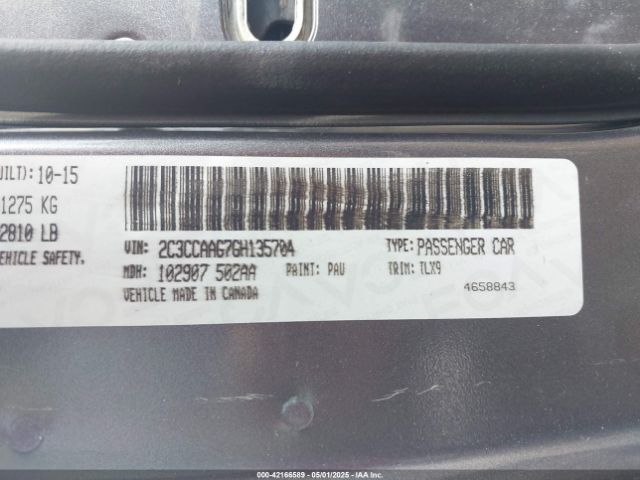 UILT): 10-15
1275 KG
2810 LB
VEHICLE SAFETY.
VIN: 2C3CCAAG7GH135704
TYPE: PASSENGER CAR
MDH: 102907 502AA
PAINT: PAU
TRIM: TLX9
VEHICLE MADE IN CANADA
4658843
000-42166589 - 05/01/2025 - IAA Inc.